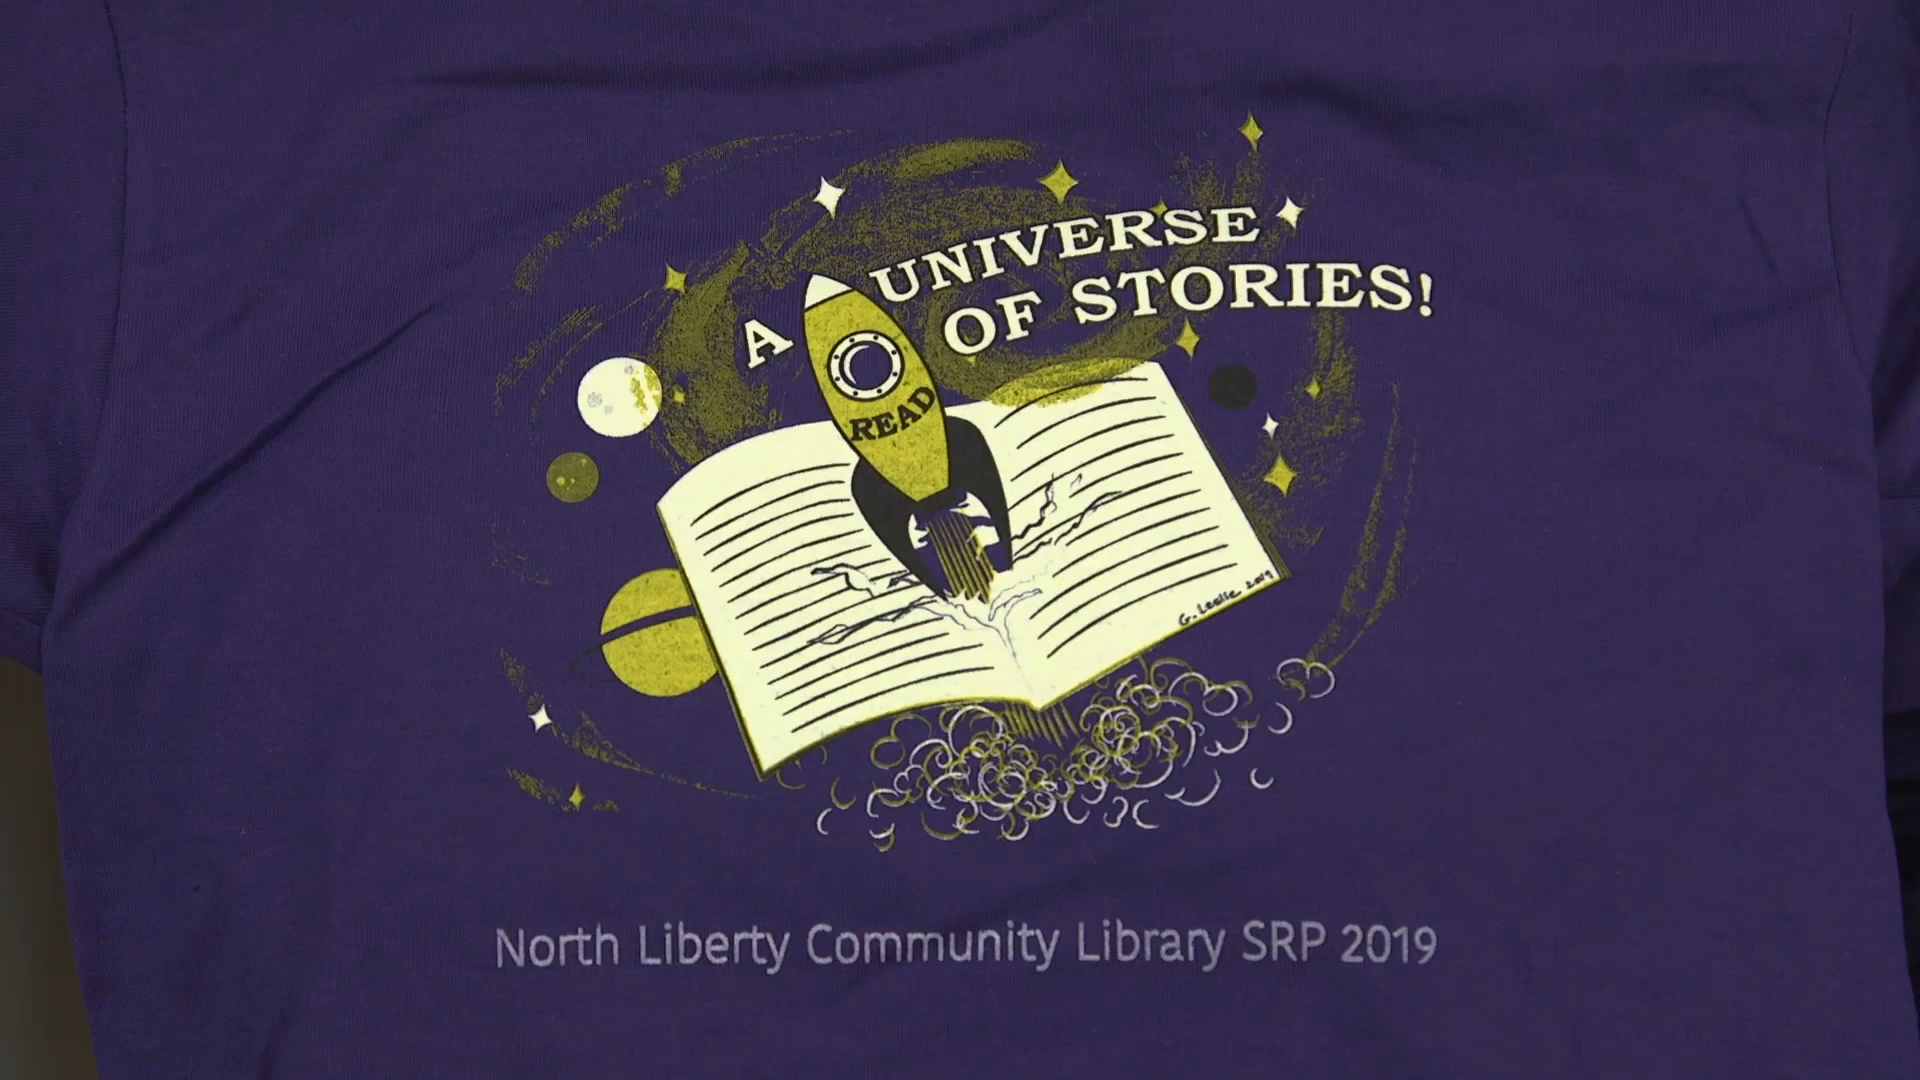 A UNIVERSE
OF STORIES!
READ
G. Leslie 2019
North Liberty Community Library SRP 2019